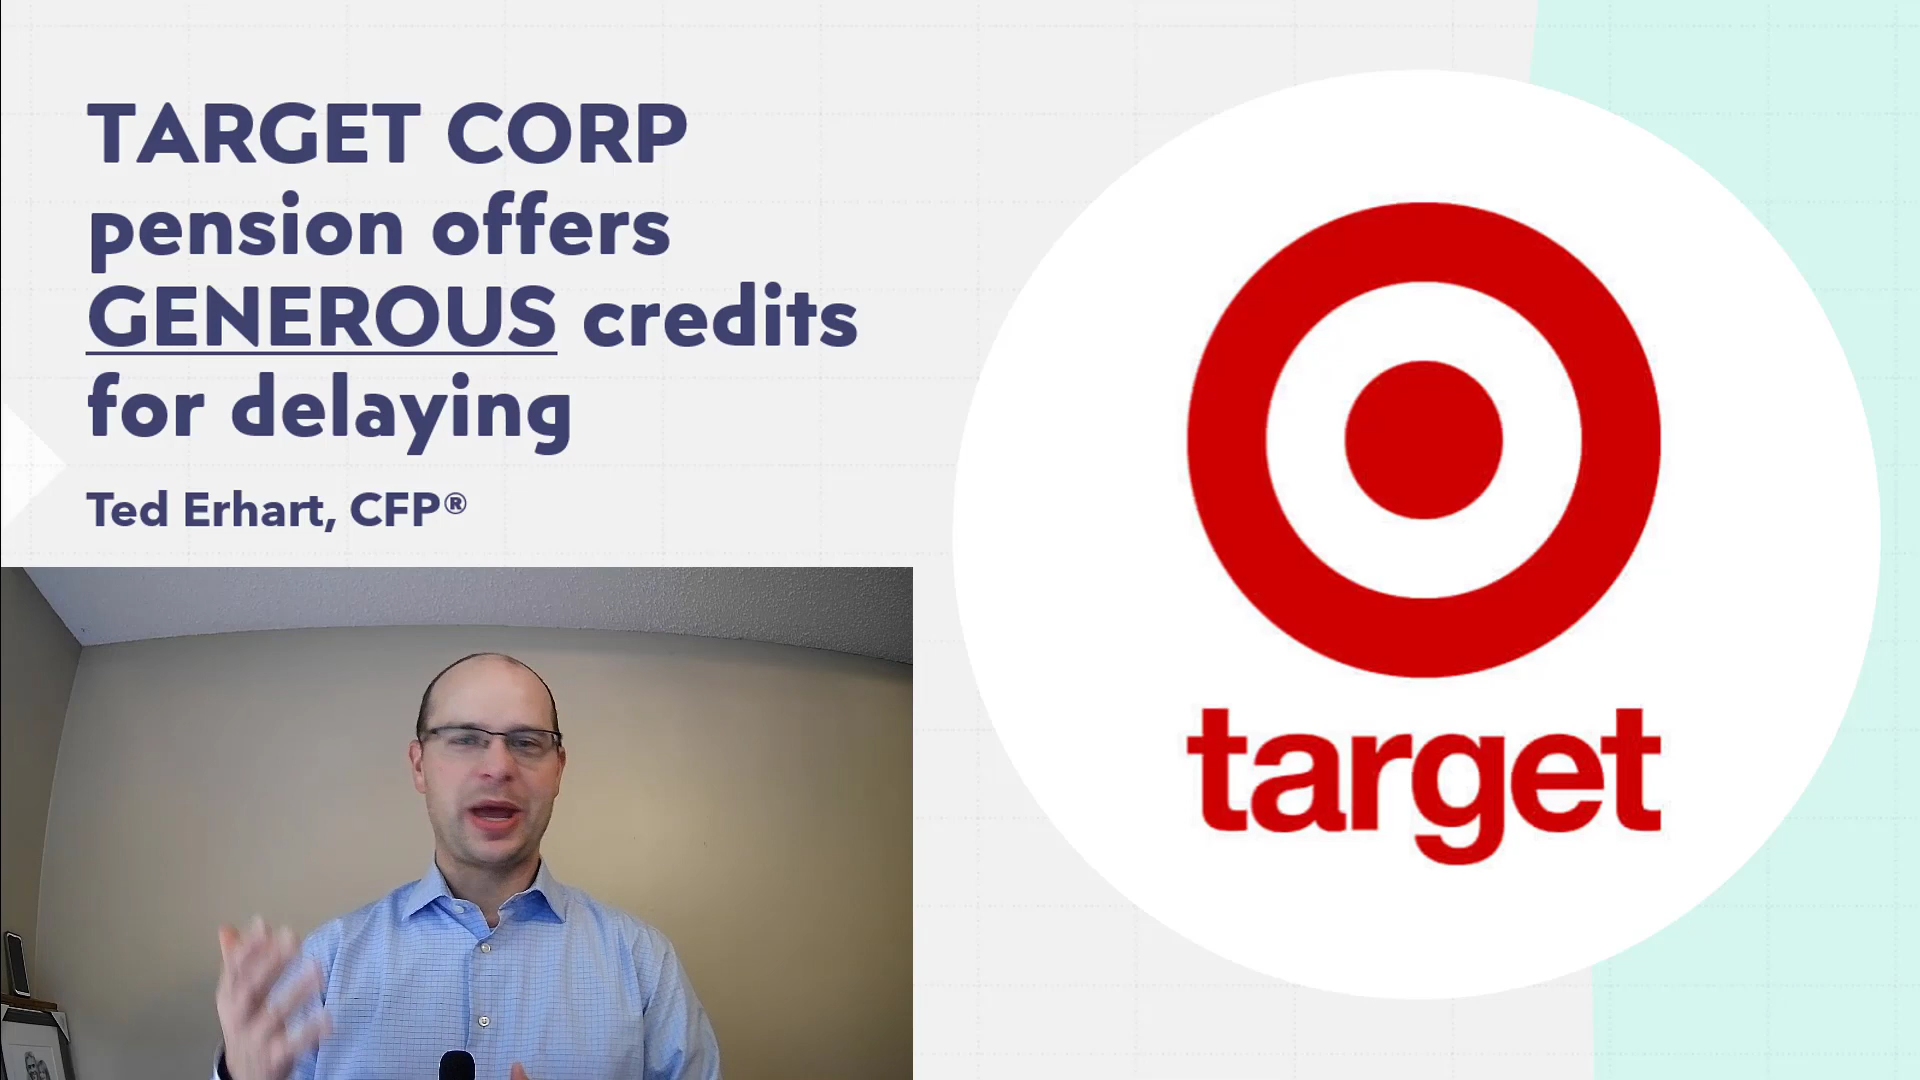 TARGET CORP
pension offers
GENEROUS credits
for delaying
Ted Erhart, CFP®
target